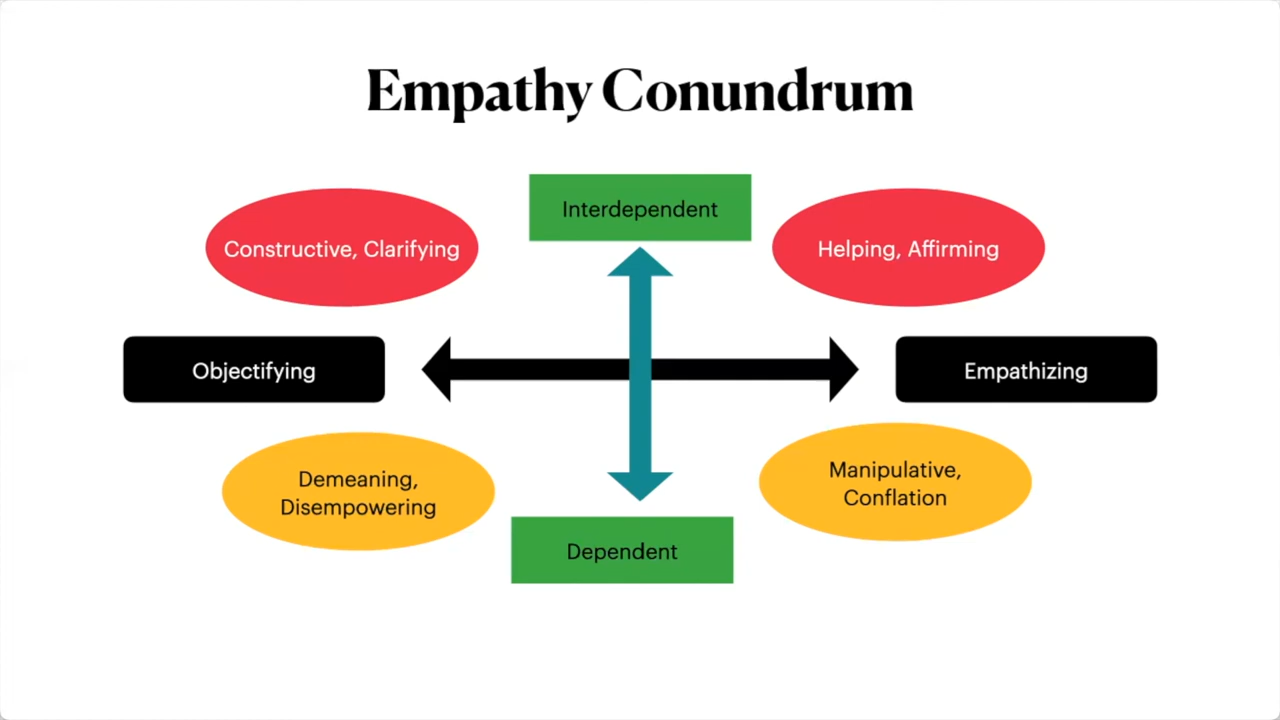 Empathy Conundrum
Interdependent
Constructive, Clarifying
Helping, Affirming
Objectifying
Empathizing
Demeaning,
Disempowering
Manipulative,
Conflation
Dependent